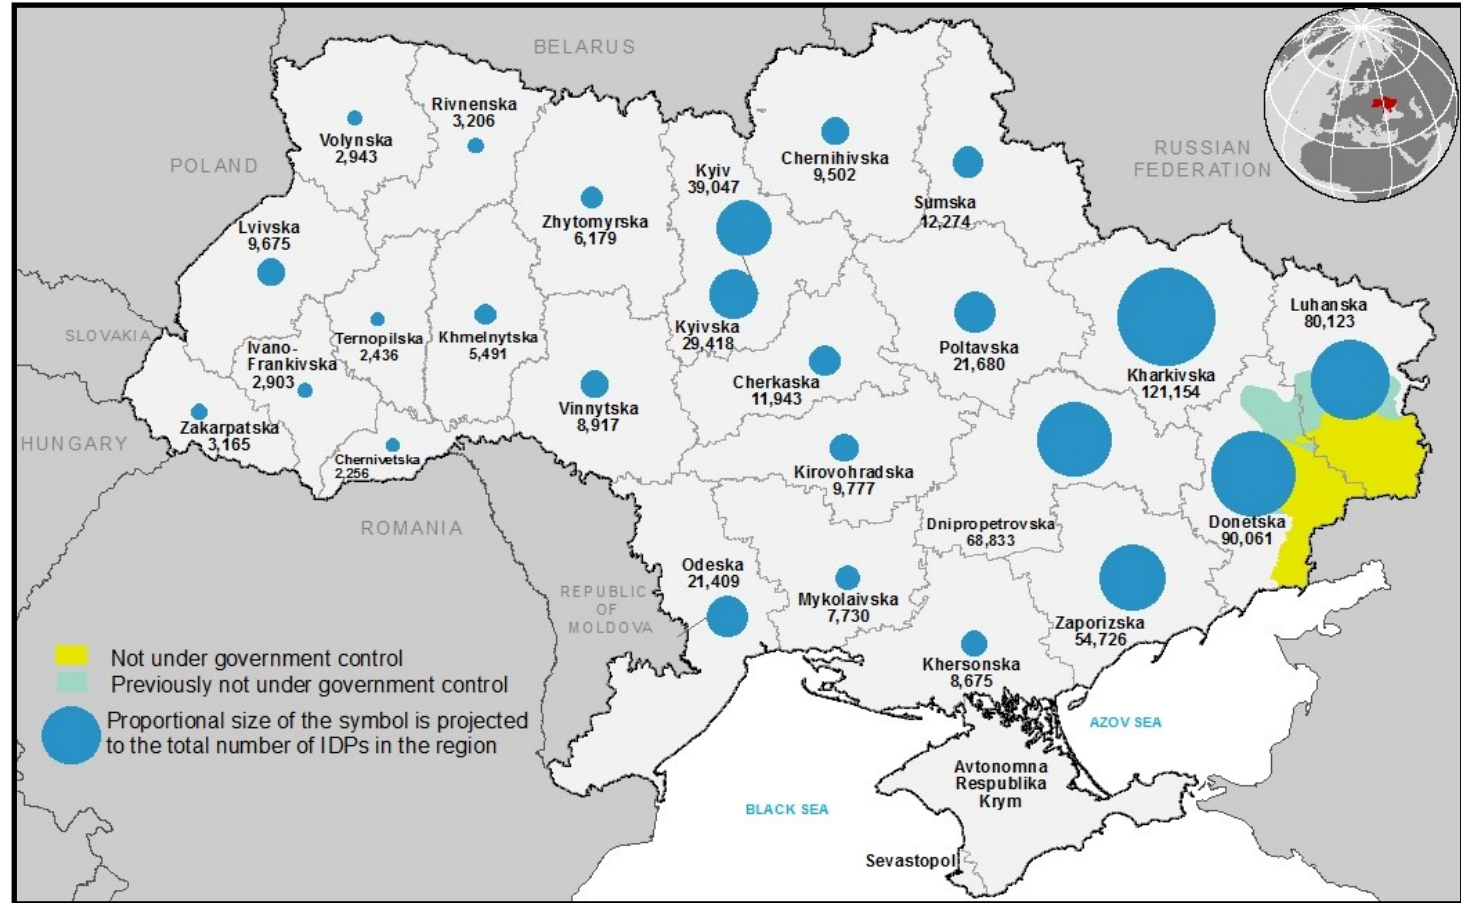 BELARUS
Rivnenska
3,206
Volynska
2,943
POLAND
Kyiv
39,047
Chernihivska
9,502
RUSSIAN
FEDERATION
Sumska
12,274
Zhytomyrska
6,179
Lvivska
9,675
Luhanska
80,123
SLOVAKIA
Ternopilska
2,436
Khmelnytska
5,491
Kyivska
29,418
Poltavska
21,680
Ivano-
Frankivska
2,903
Cherkaska
11,943
Kharkivska
121,154
Vinnytska
8,917
HUNGARY
Zakarpatska
3,165
Chernivetska
2,256
Kirovohradska
9,777
ROMANIA
Dnipropetrovska
68,833
Donetska
90,061
Odeska
21,409
REPUBLIC
OF
MOLDOVA
Mykolaivska
7,730
Zaporizska
54,726
Khersonska
8,675
Not under government control
Previously not under government control
Proportional size of the symbol is projected
to the total number of IDPs in the region
AZOV SEA
Avtonomna
Respublika
Krym
BLACK SEA
Sevastopol